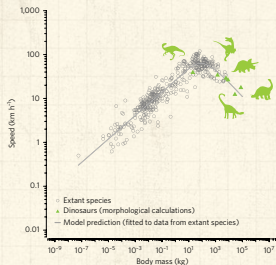 1,000
100
10
1
0.1
0.01
Speed (km h⁻¹)
Extant species
Dinosaurs (morphological calculations)
Model prediction (fitted to data from extant species)
10⁻⁹ 10⁻⁷ 10⁻⁵ 10⁻³ 10⁻¹ 10¹ 10³ 10⁵ 10⁷
Body mass (kg)